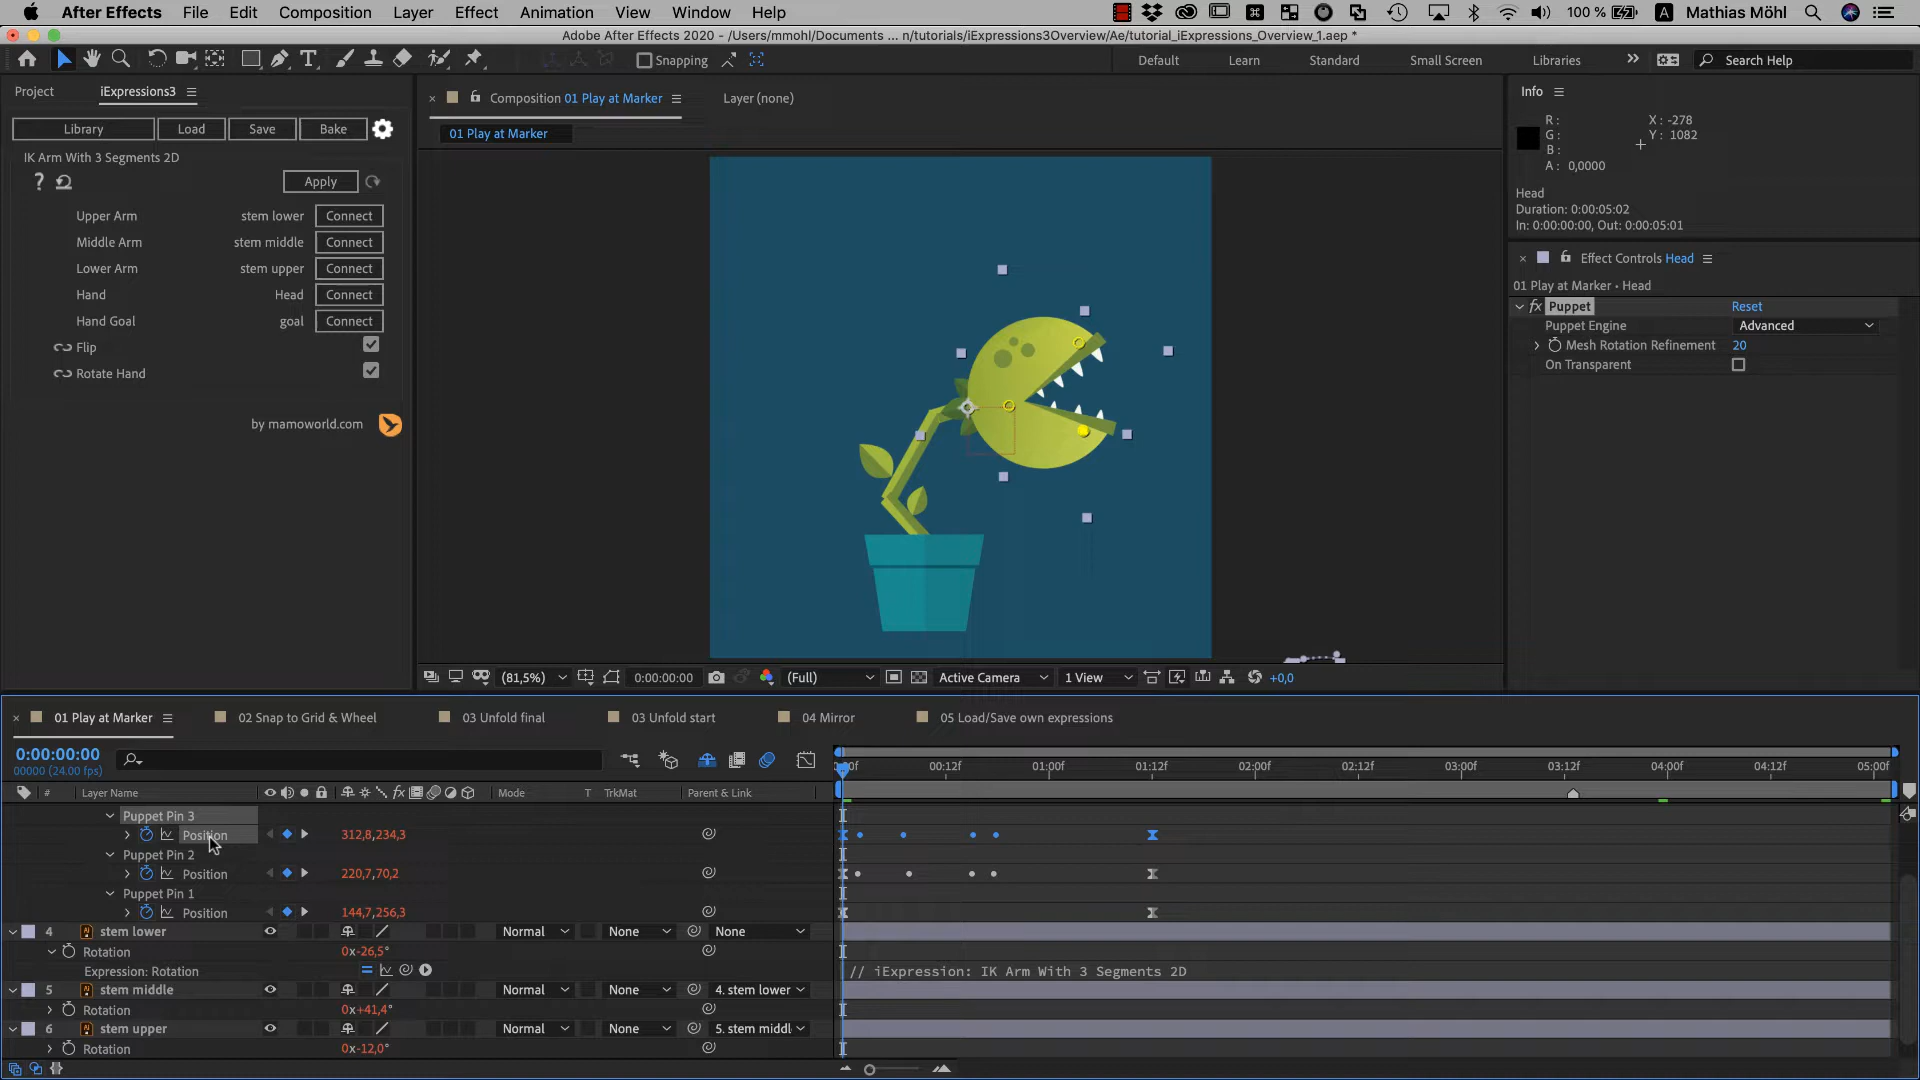 After Effects File Edit Composition Layer Effect Animation View Window Help 100 % A Mathias Möhl
Adobe After Effects 2020 - /Users/mmohl/Documents ... n/tutorials/iExpressions3Overview/Ae/tutorial_iExpressions_Overview_1.aep *
Snapping Default Learn Standard Small Screen Libraries Search Help
Project iExpressions3
Library Load Save Bake
IK Arm With 3 Segments 2D
? Apply
Upper Arm stem lower Connect
Middle Arm stem middle Connect
Lower Arm stem upper Connect
Hand Head Connect
Hand Goal goal Connect
Flip
Rotate Hand
by mamoworld.com
Composition 01 Play at Marker Layer (none)
01 Play at Marker
(81,5%) 0:00:00:00 (Full) Active Camera 1 View +0,0
Info
R : X : -278
G : Y : 1082
B :
A : 0,0000
Head
Duration: 0:00:05:02
In: 0:00:00:00, Out: 0:00:05:01
Effect Controls Head
01 Play at Marker • Head
fx Puppet Reset
Puppet Engine Advanced
Mesh Rotation Refinement 20
On Transparent
01 Play at Marker 02 Snap to Grid & Wheel 03 Unfold final 03 Unfold start 04 Mirror 05 Load/Save own expressions
0:00:00:00
00000 (24.00 fps)
00:12f 01:00f 01:12f 02:00f 02:12f 03:00f 03:12f 04:00f 04:12f 05:00f
# Layer Name fx Mode T TrkMat Parent & Link
Puppet Pin 3
Position 312,8,234,3
Puppet Pin 2
Position 220,7,70,2
Puppet Pin 1
Position 144,7,256,3
4 stem lower Normal None None
Rotation 0x-26,5°
Expression: Rotation // iExpression: IK Arm With 3 Segments 2D
5 stem middle Normal None 4. stem lower
Rotation 0x+41,4°
6 stem upper Normal None 5. stem middl
Rotation 0x-12,0°